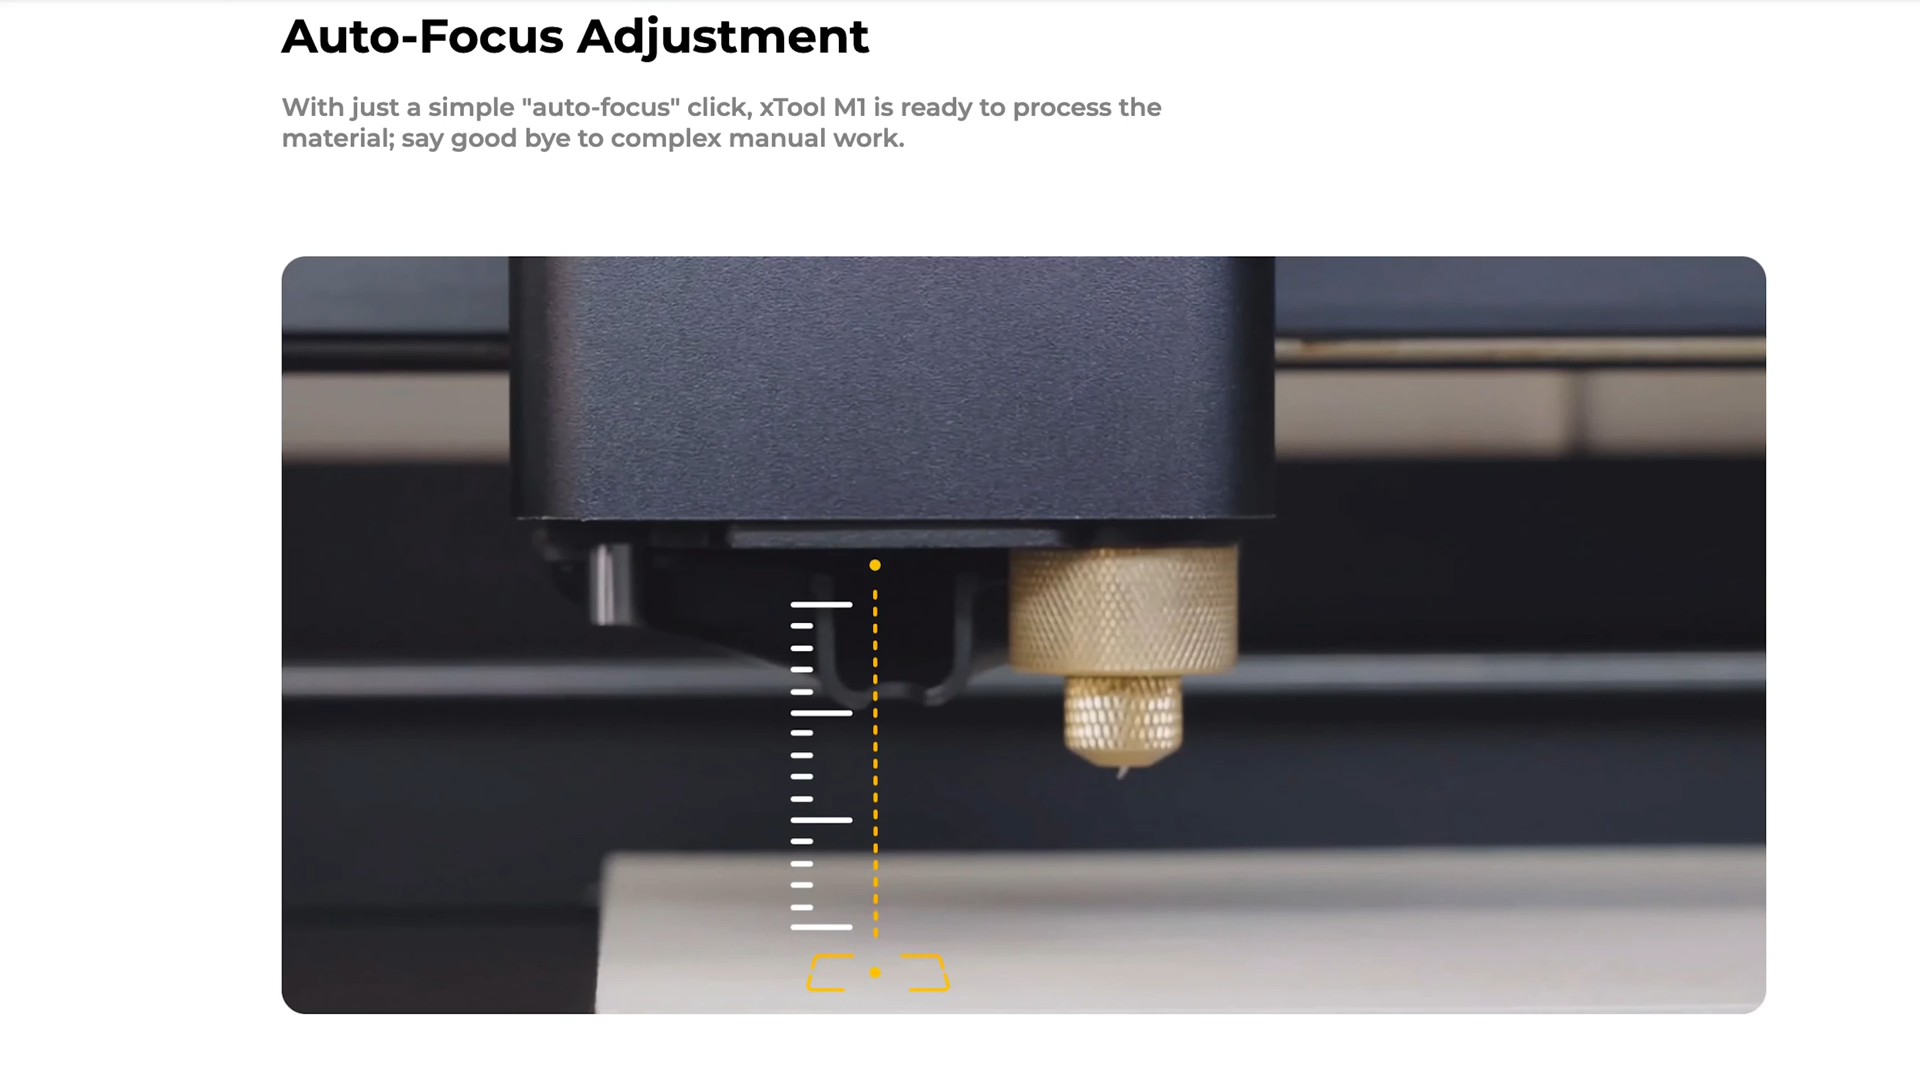 Auto-Focus Adjustment
With just a simple "auto-focus" click, xTool M1 is ready to process the
material; say good bye to complex manual work.